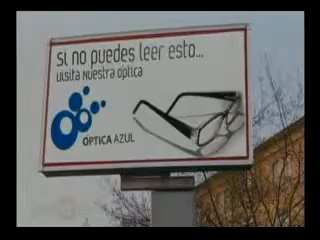 Si no puedes leer esto...
visita nuestra óptica
ÓPTICA AZUL